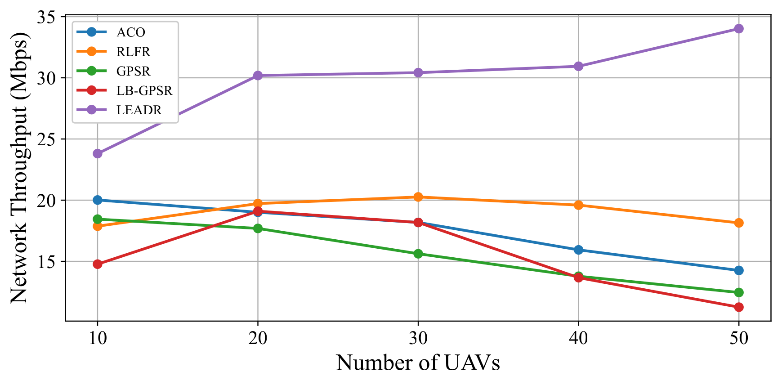 35
30
25
20
15
Network Throughput (Mbps)
ACO
RLFR
GPSR
LB-GPSR
LEADR
10
20
30
40
50
Number of UAVs